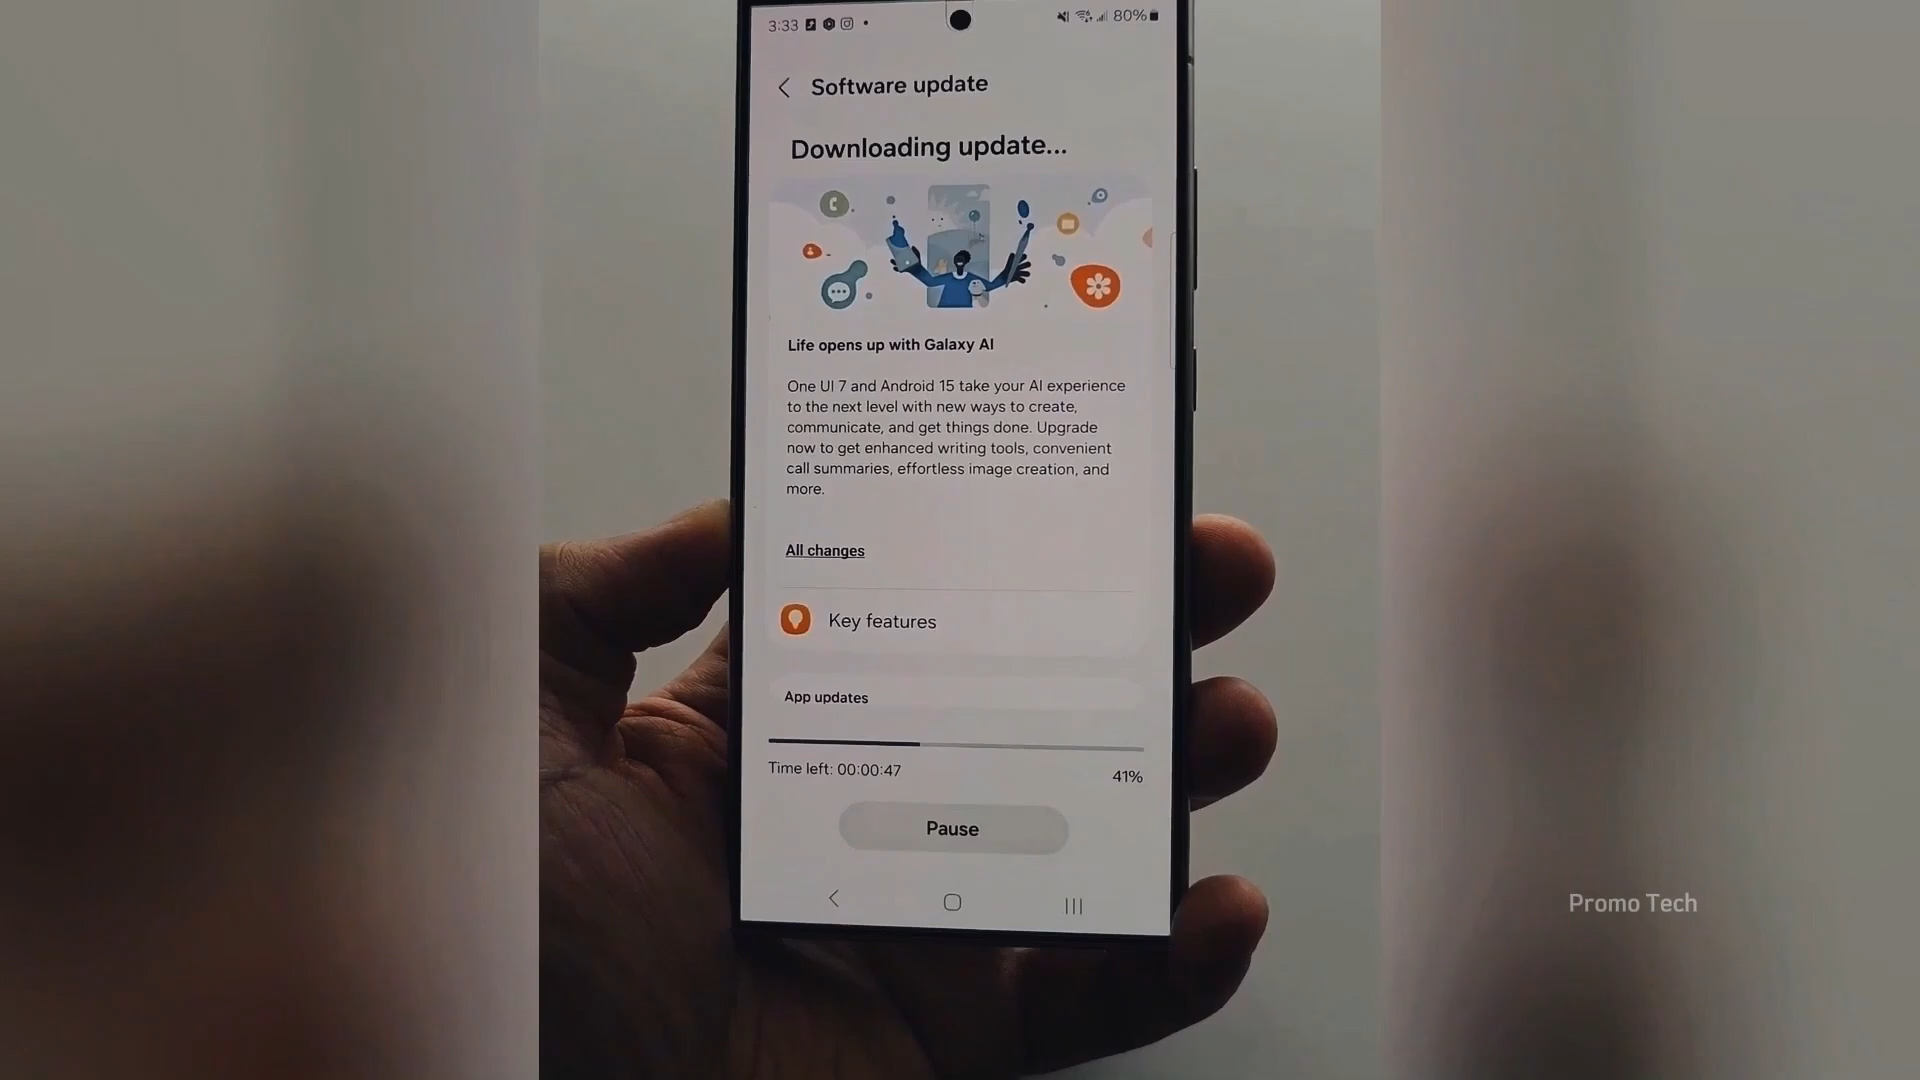 3:33
80%
Software update
Downloading update...
Life opens up with Galaxy AI
One UI 7 and Android 15 take your AI experience
to the next level with new ways to create,
communicate, and get things done. Upgrade
now to get enhanced writing tools, convenient
call summaries, effortless image creation, and
more.
All changes
Key features
App updates
Time left: 00:00:47
41%
Pause
Promo Tech